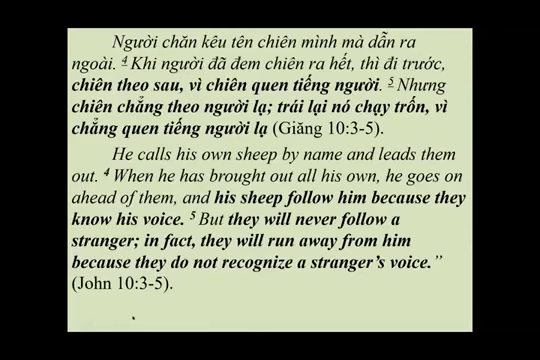 Người chăn kêu tên chiên mình mà dẫn ra
ngoài. 4 Khi người đã đem chiên ra hết, thì đi trước,
chiên theo sau, vì chiên quen tiếng người. 5 Nhưng
chiên chẳng theo người lạ; trái lại nó chạy trốn, vì
chẳng quen tiếng người lạ (Giăng 10:3-5).
He calls his own sheep by name and leads them
out. 4 When he has brought out all his own, he goes on
ahead of them, and his sheep follow him because they
know his voice. 5 But they will never follow a
stranger; in fact, they will run away from him
because they do not recognize a stranger’s voice.”
(John 10:3-5).